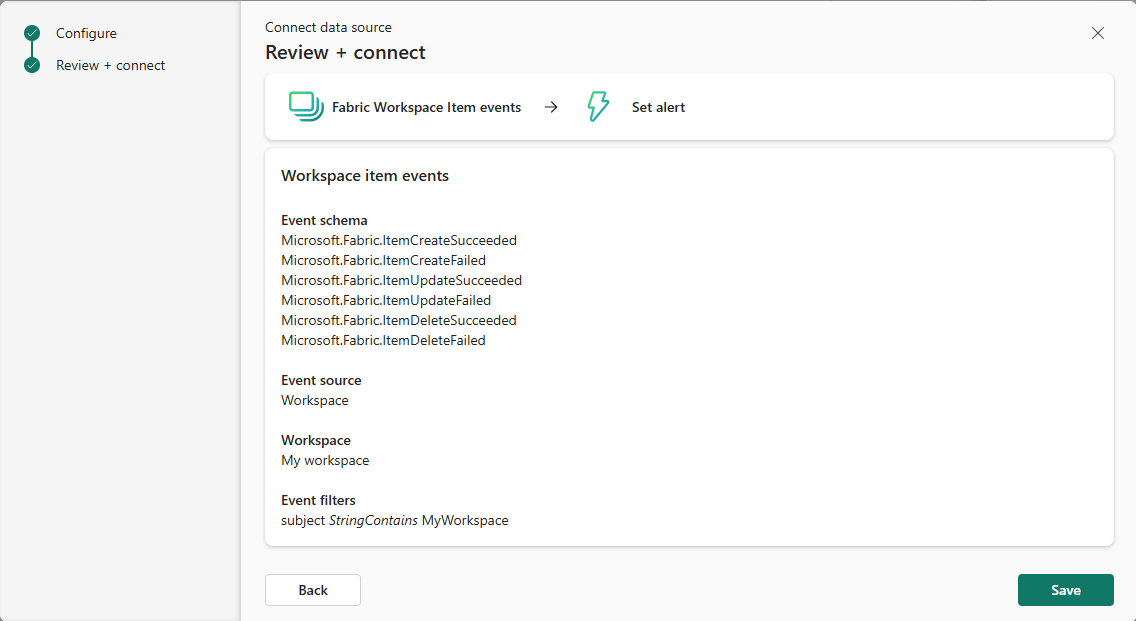 Configure
Review + connect
Connect data source
Review + connect
Fabric Workspace Item events
Set alert
Workspace item events
Event schema
Microsoft.Fabric.ItemCreateSucceeded
Microsoft.Fabric.ItemCreateFailed
Microsoft.Fabric.ItemUpdateSucceeded
Microsoft.Fabric.ItemUpdateFailed
Microsoft.Fabric.ItemDeleteSucceeded
Microsoft.Fabric.ItemDeleteFailed
Event source
Workspace
Workspace
My workspace
Event filters
subject StringContains MyWorkspace
Back
Save